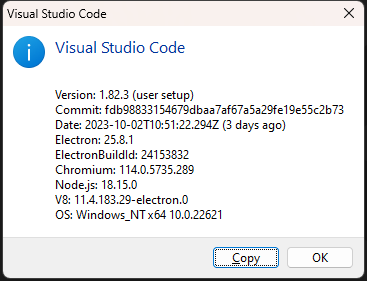 Visual Studio Code
Visual Studio Code
Version: 1.82.3 (user setup)
Commit: fdb98833154679dbaa7af67a5a29fe19e55c2b73
Date: 2023-10-02T10:51:22.294Z (3 days ago)
Electron: 25.8.1
ElectronBuildId: 24153832
Chromium: 114.0.5735.289
Node.js: 18.15.0
V8: 11.4.183.29-electron.0
OS: Windows_NT x64 10.0.22621
Copy
OK